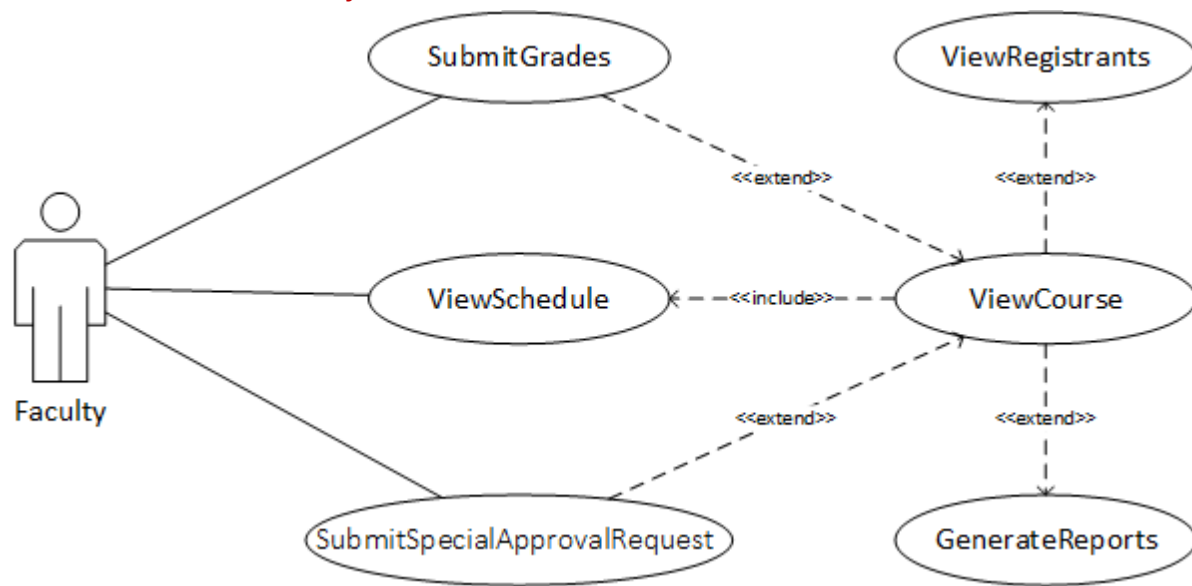 SubmitGrades
ViewRegistrants
<<extend>>
<<extend>>
ViewSchedule
<<include>>
ViewCourse
Faculty
<<extend>>
<<extend>>
SubmitSpecialApprovalRequest
GenerateReports